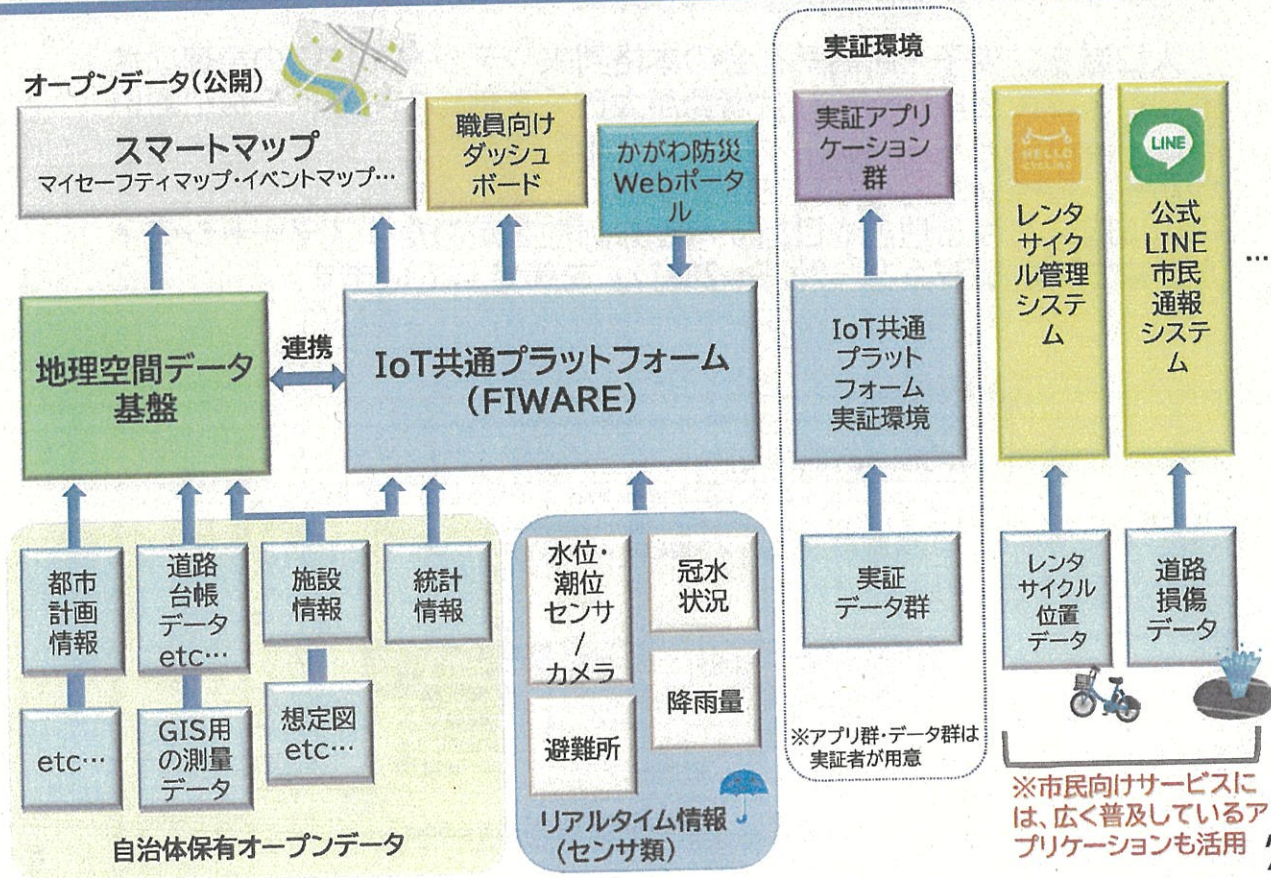 実証環境
オープンデータ(公開)
スマートマップ
マイセーフティマップ・イベントマップ…
職員向け
ダッシュ
ボード
かがわ防災
Webポータ
ル
実証アプリ
ケーション
群
HELLO
CYCLING
レンタ
サイク
ル管理
システ
ム
LINE
公式
LINE
市民
通報
システ
ム
…
地理空間データ
基盤
連携
IoT共通プラットフォーム
(FIWARE)
IoT共通
プラット
フォーム
実証環境
都市
計画
情報
道路
台帳
データ
etc…
施設
情報
統計
情報
etc…
GIS用
の測量
データ
想定図
etc…
自治体保有オープンデータ
水位・
潮位
センサ
/
カメラ
冠水
状況
避難所
降雨量
リアルタイム情報
(センサ類)
実証
データ群
※アプリ群・データ群は
実証者が用意
レンタ
サイクル
位置
データ
道路
損傷
データ
※市民向けサービスに
は、広く普及しているア
プリケーションも活用